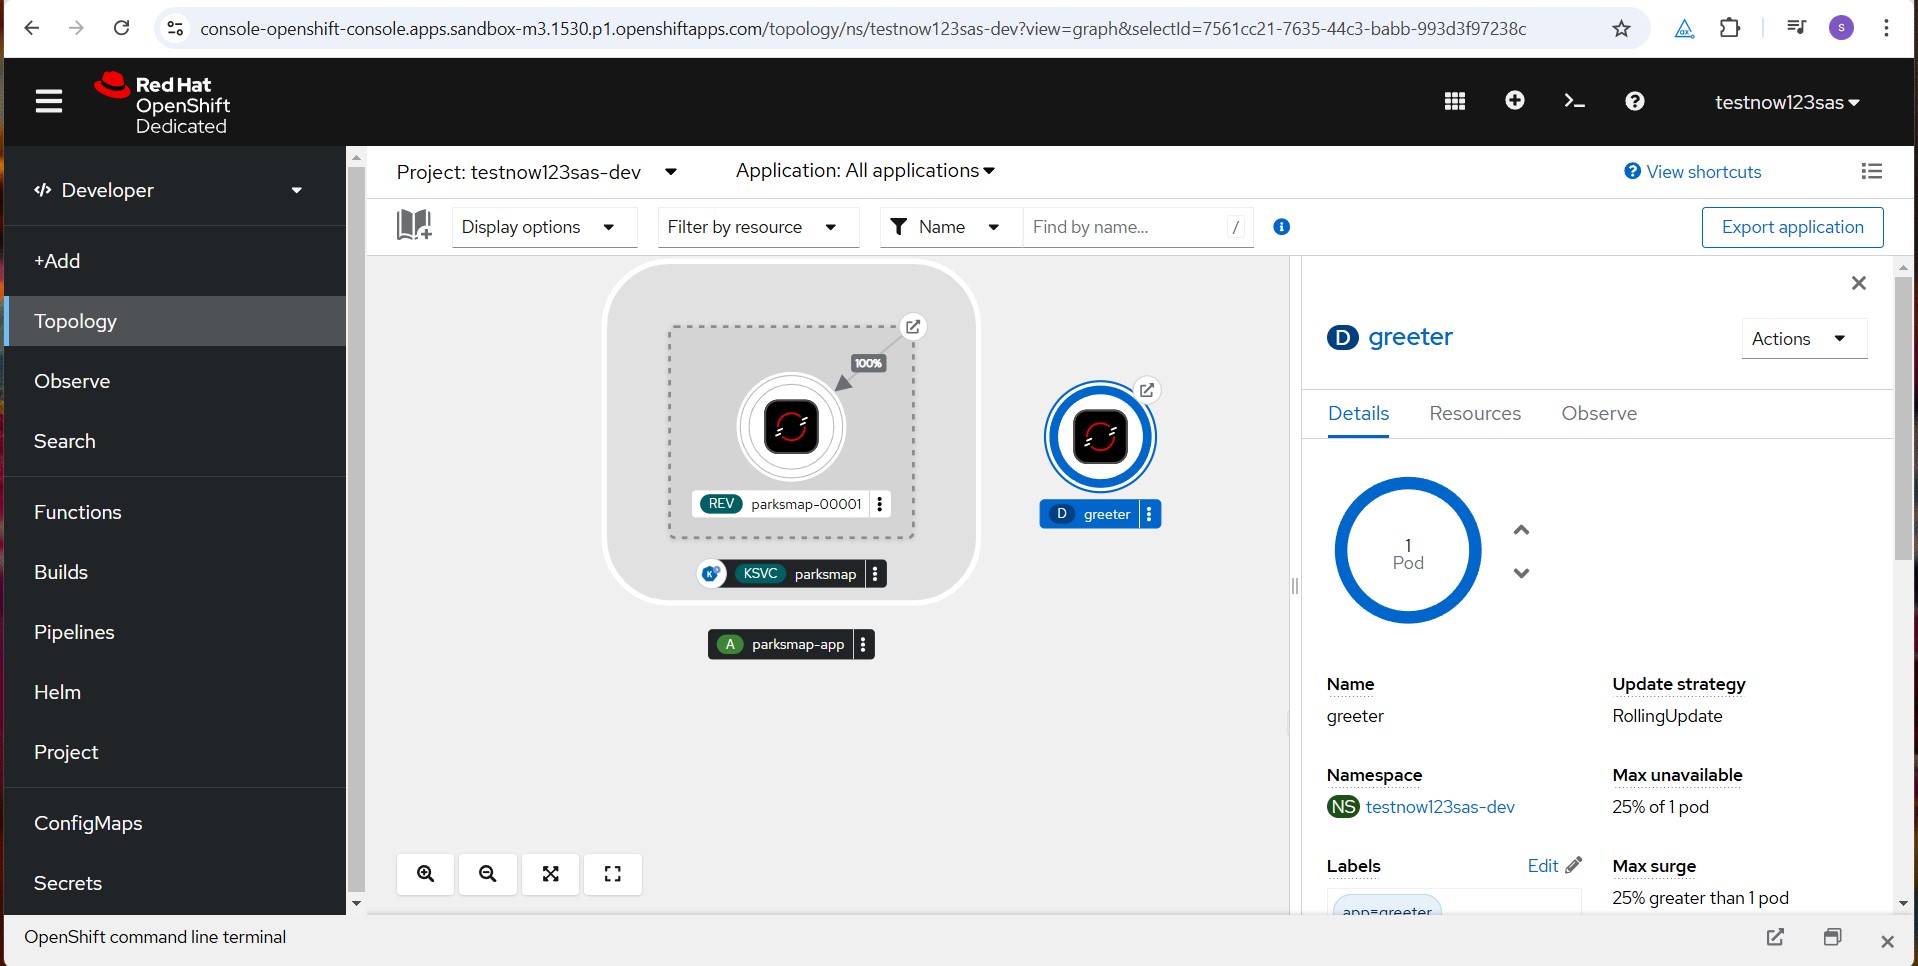 console-openshift-console.apps.sandbox-m3.1530.p1.openshiftapps.com/topology/ns/testnow123sas-dev?view=graph&selectId=7561cc21-7635-44c3-babb-993d3f97238c
S
Red Hat
OpenShift
Dedicated
testnow123sas
Developer
+Add
Topology
Observe
Search
Functions
Builds
Pipelines
Helm
Project
ConfigMaps
Secrets
Project: testnow123sas-dev
Application: All applications
View shortcuts
Display options
Filter by resource
Name
Find by name...
/
Export application
100%
REV parksmap-00001
KSVC parksmap
A parksmap-app
D greeter
D greeter
Actions
Details
Resources
Observe
1
Pod
Name
greeter
Update strategy
RollingUpdate
Namespace
NS testnow123sas-dev
Max unavailable
25% of 1 pod
Labels
Edit
app=greeter
Max surge
25% greater than 1 pod
OpenShift command line terminal